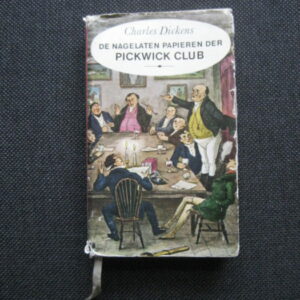 Charles Dickens
DE NAGELATEN PAPIEREN DER
PICKWICK CLUB